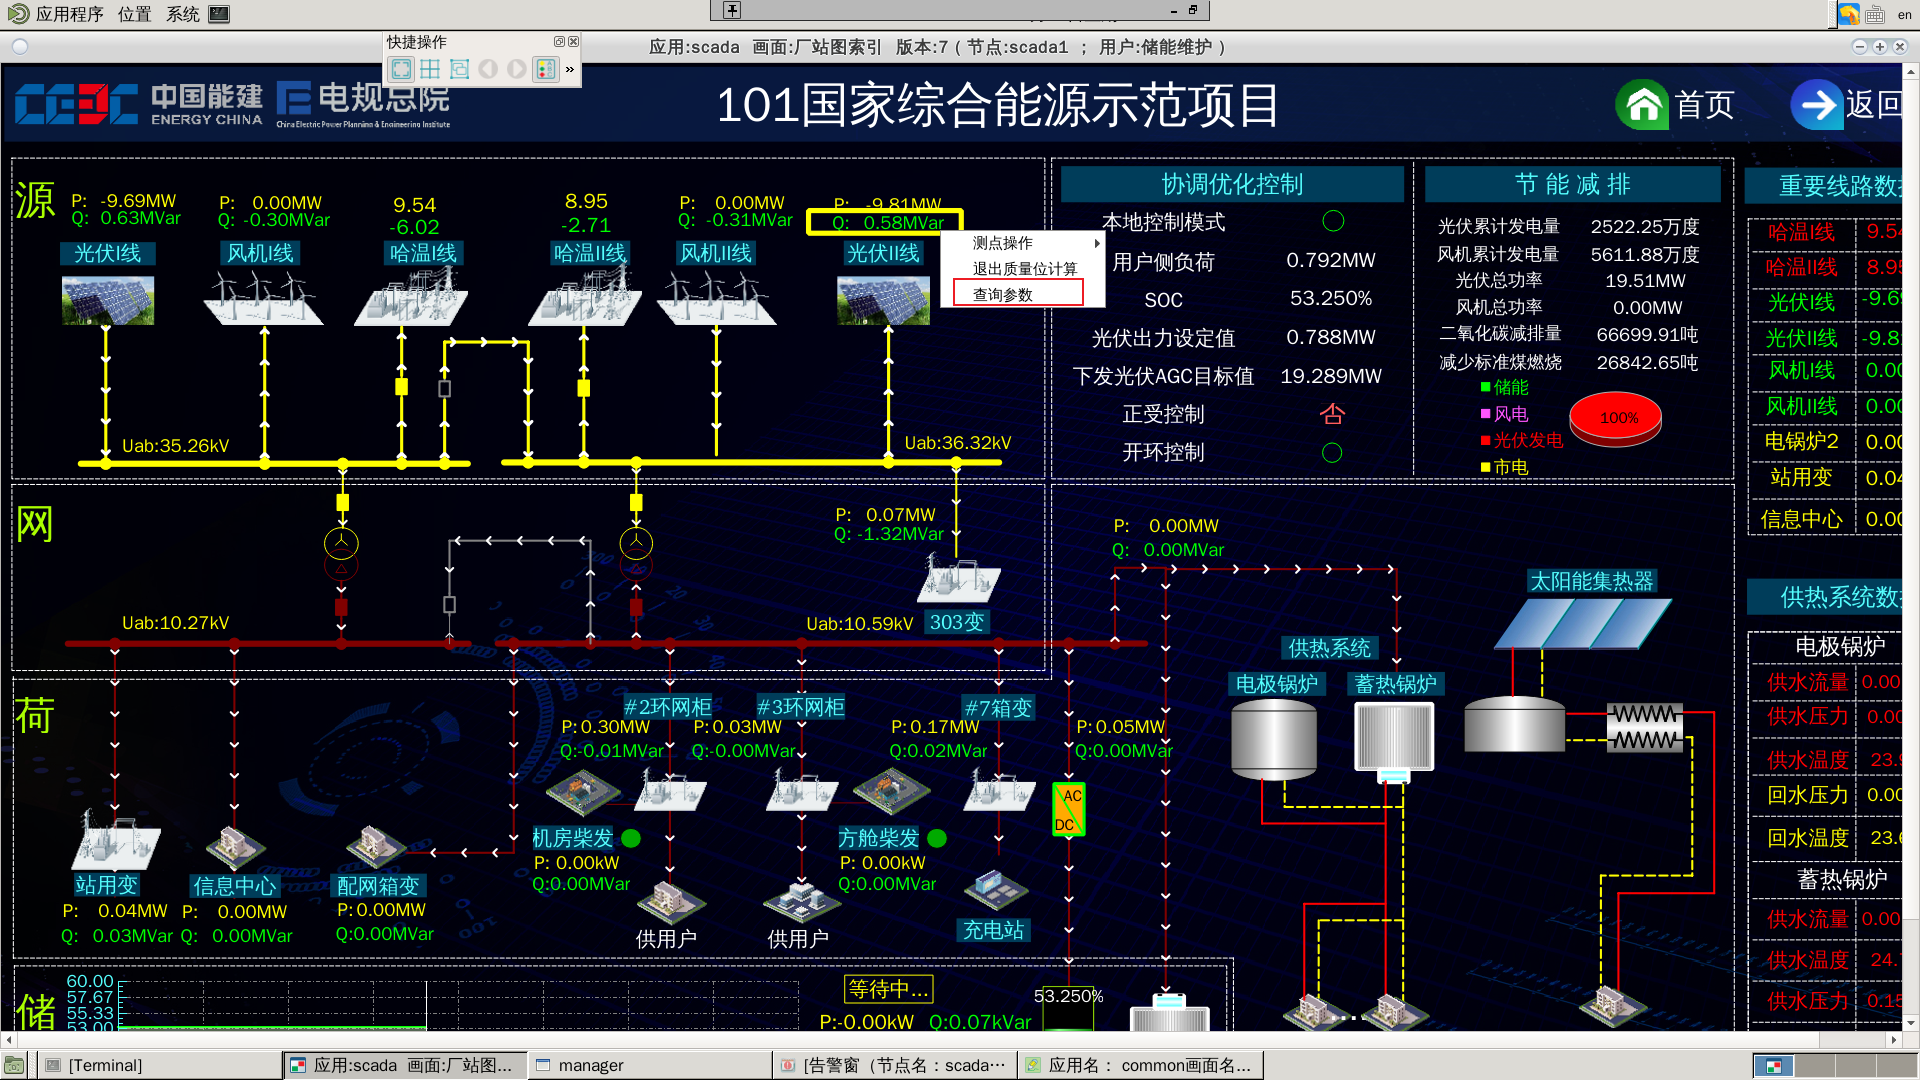 应用程序 位置 系统 en
快捷操作
»
应用:scada 画面:厂站图索引 版本:7 ( 节点:scada1 ; 用户:储能维护 )
CEEC 中国能建 ENERGY CHINA
电规总院
China Electric Power Planning & Engineering Institute
101国家综合能源示范项目
首页
返回
源
P: -9.69MW
Q: 0.63MVar
光伏I线
P: 0.00MW
Q: -0.30MVar
风机I线
9.54
-6.02
哈温I线
8.95
-2.71
哈温II线
P: 0.00MW
Q: -0.31MVar
风机II线
P: -9.81MW
Q: 0.58MVar
光伏II线
测点操作
退出质量位计算
查询参数
Uab:35.26kV
Uab:36.32kV
协调优化控制
本地控制模式
用户侧负荷 0.792MW
SOC 53.250%
光伏出力设定值 0.788MW
下发光伏AGC目标值 19.289MW
正受控制 合
开环控制
节 能 减 排
光伏累计发电量 2522.25万度
风机累计发电量 5611.88万度
光伏总功率 19.51MW
风机总功率 0.00MW
二氧化碳减排量 66699.91吨
减少标准煤燃烧 26842.65吨
储能
风电
光伏发电
市电
100%
重要线路数
哈温I线 9.54
哈温II线 8.95
光伏I线 -9.69
光伏II线 -9.8
风机I线 0.00
风机II线 0.00
电锅炉2 0.00
站用变 0.04
信息中心 0.00
网
P: 0.07MW
Q: -1.32MVar
303变
Uab:10.27kV
Uab:10.59kV
P: 0.00MW
Q: 0.00MVar
太阳能集热器
供热系统
电极锅炉
蓄热锅炉
供热系统数
电极锅炉
供水流量 0.00
供水压力 0.00
供水温度 23.9
回水压力 0.00
回水温度 23.6
蓄热锅炉
供水流量 0.00
供水温度 24.
供水压力 0.15
荷
#2环网柜
P:0.30MW
Q:-0.01MVar
#3环网柜
P:0.03MW
Q:-0.00MVar
#7箱变
P:0.17MW
Q:0.02MVar
P:0.05MW
Q:0.00MVar
AC
DC
机房柴发
P: 0.00kW
Q:0.00MVar
方舱柴发
P: 0.00kW
Q:0.00MVar
站用变
P: 0.04MW
Q: 0.03MVar
信息中心
P: 0.00MW
Q: 0.00MVar
配网箱变
P:0.00MW
Q:0.00MVar
供用户
供用户
充电站
储
60.00
57.67
55.33
53.00
等待中...
P:-0.00kW Q:0.07kVar
53.250%
[Terminal]
应用:scada 画面:厂站图...
manager
[告警窗（节点名：scada···
应用名： common画面名...